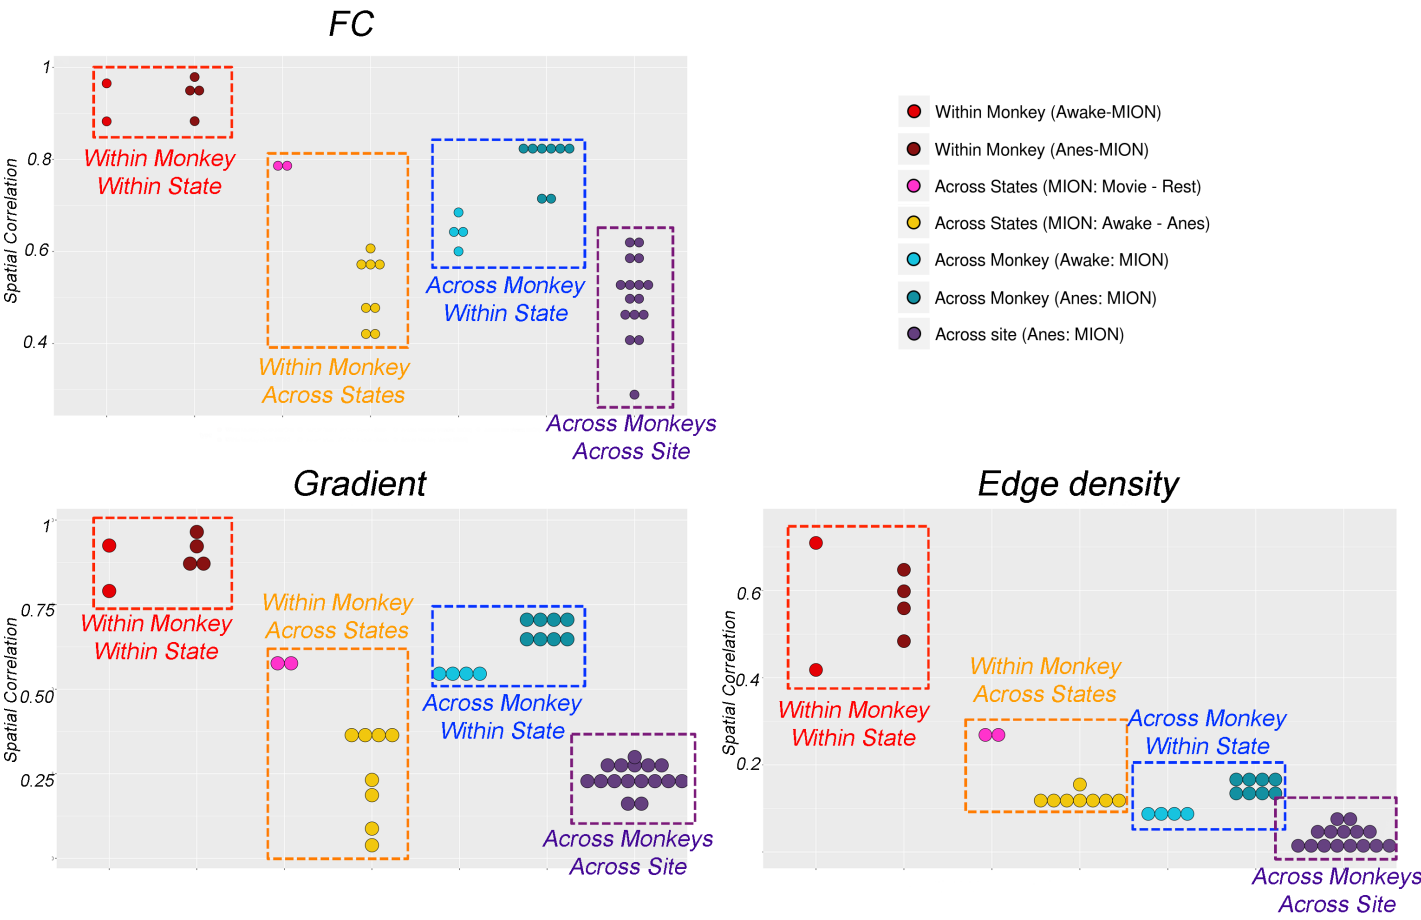 FC
1
0.8
0.6
0.4
Spatial Correlation
Within Monkey
Within State
Within Monkey
Across States
Across Monkey
Within State
Across Monkeys
Across Site
Within Monkey (Awake-MION)
Within Monkey (Anes-MION)
Across States (MION: Movie - Rest)
Across States (MION: Awake - Anes)
Across Monkey (Awake: MION)
Across Monkey (Anes: MION)
Across site (Anes: MION)
Gradient
1
0.75
0.50
0.25
Spatial Correlation
Within Monkey
Within State
Within Monkey
Across States
Across Monkey
Within State
Across Monkeys
Across Site
Edge density
0.6
0.4
0.2
Spatial Correlation
Within Monkey
Within State
Within Monkey
Across States
Across Monkey
Within State
Across Monkeys
Across Site